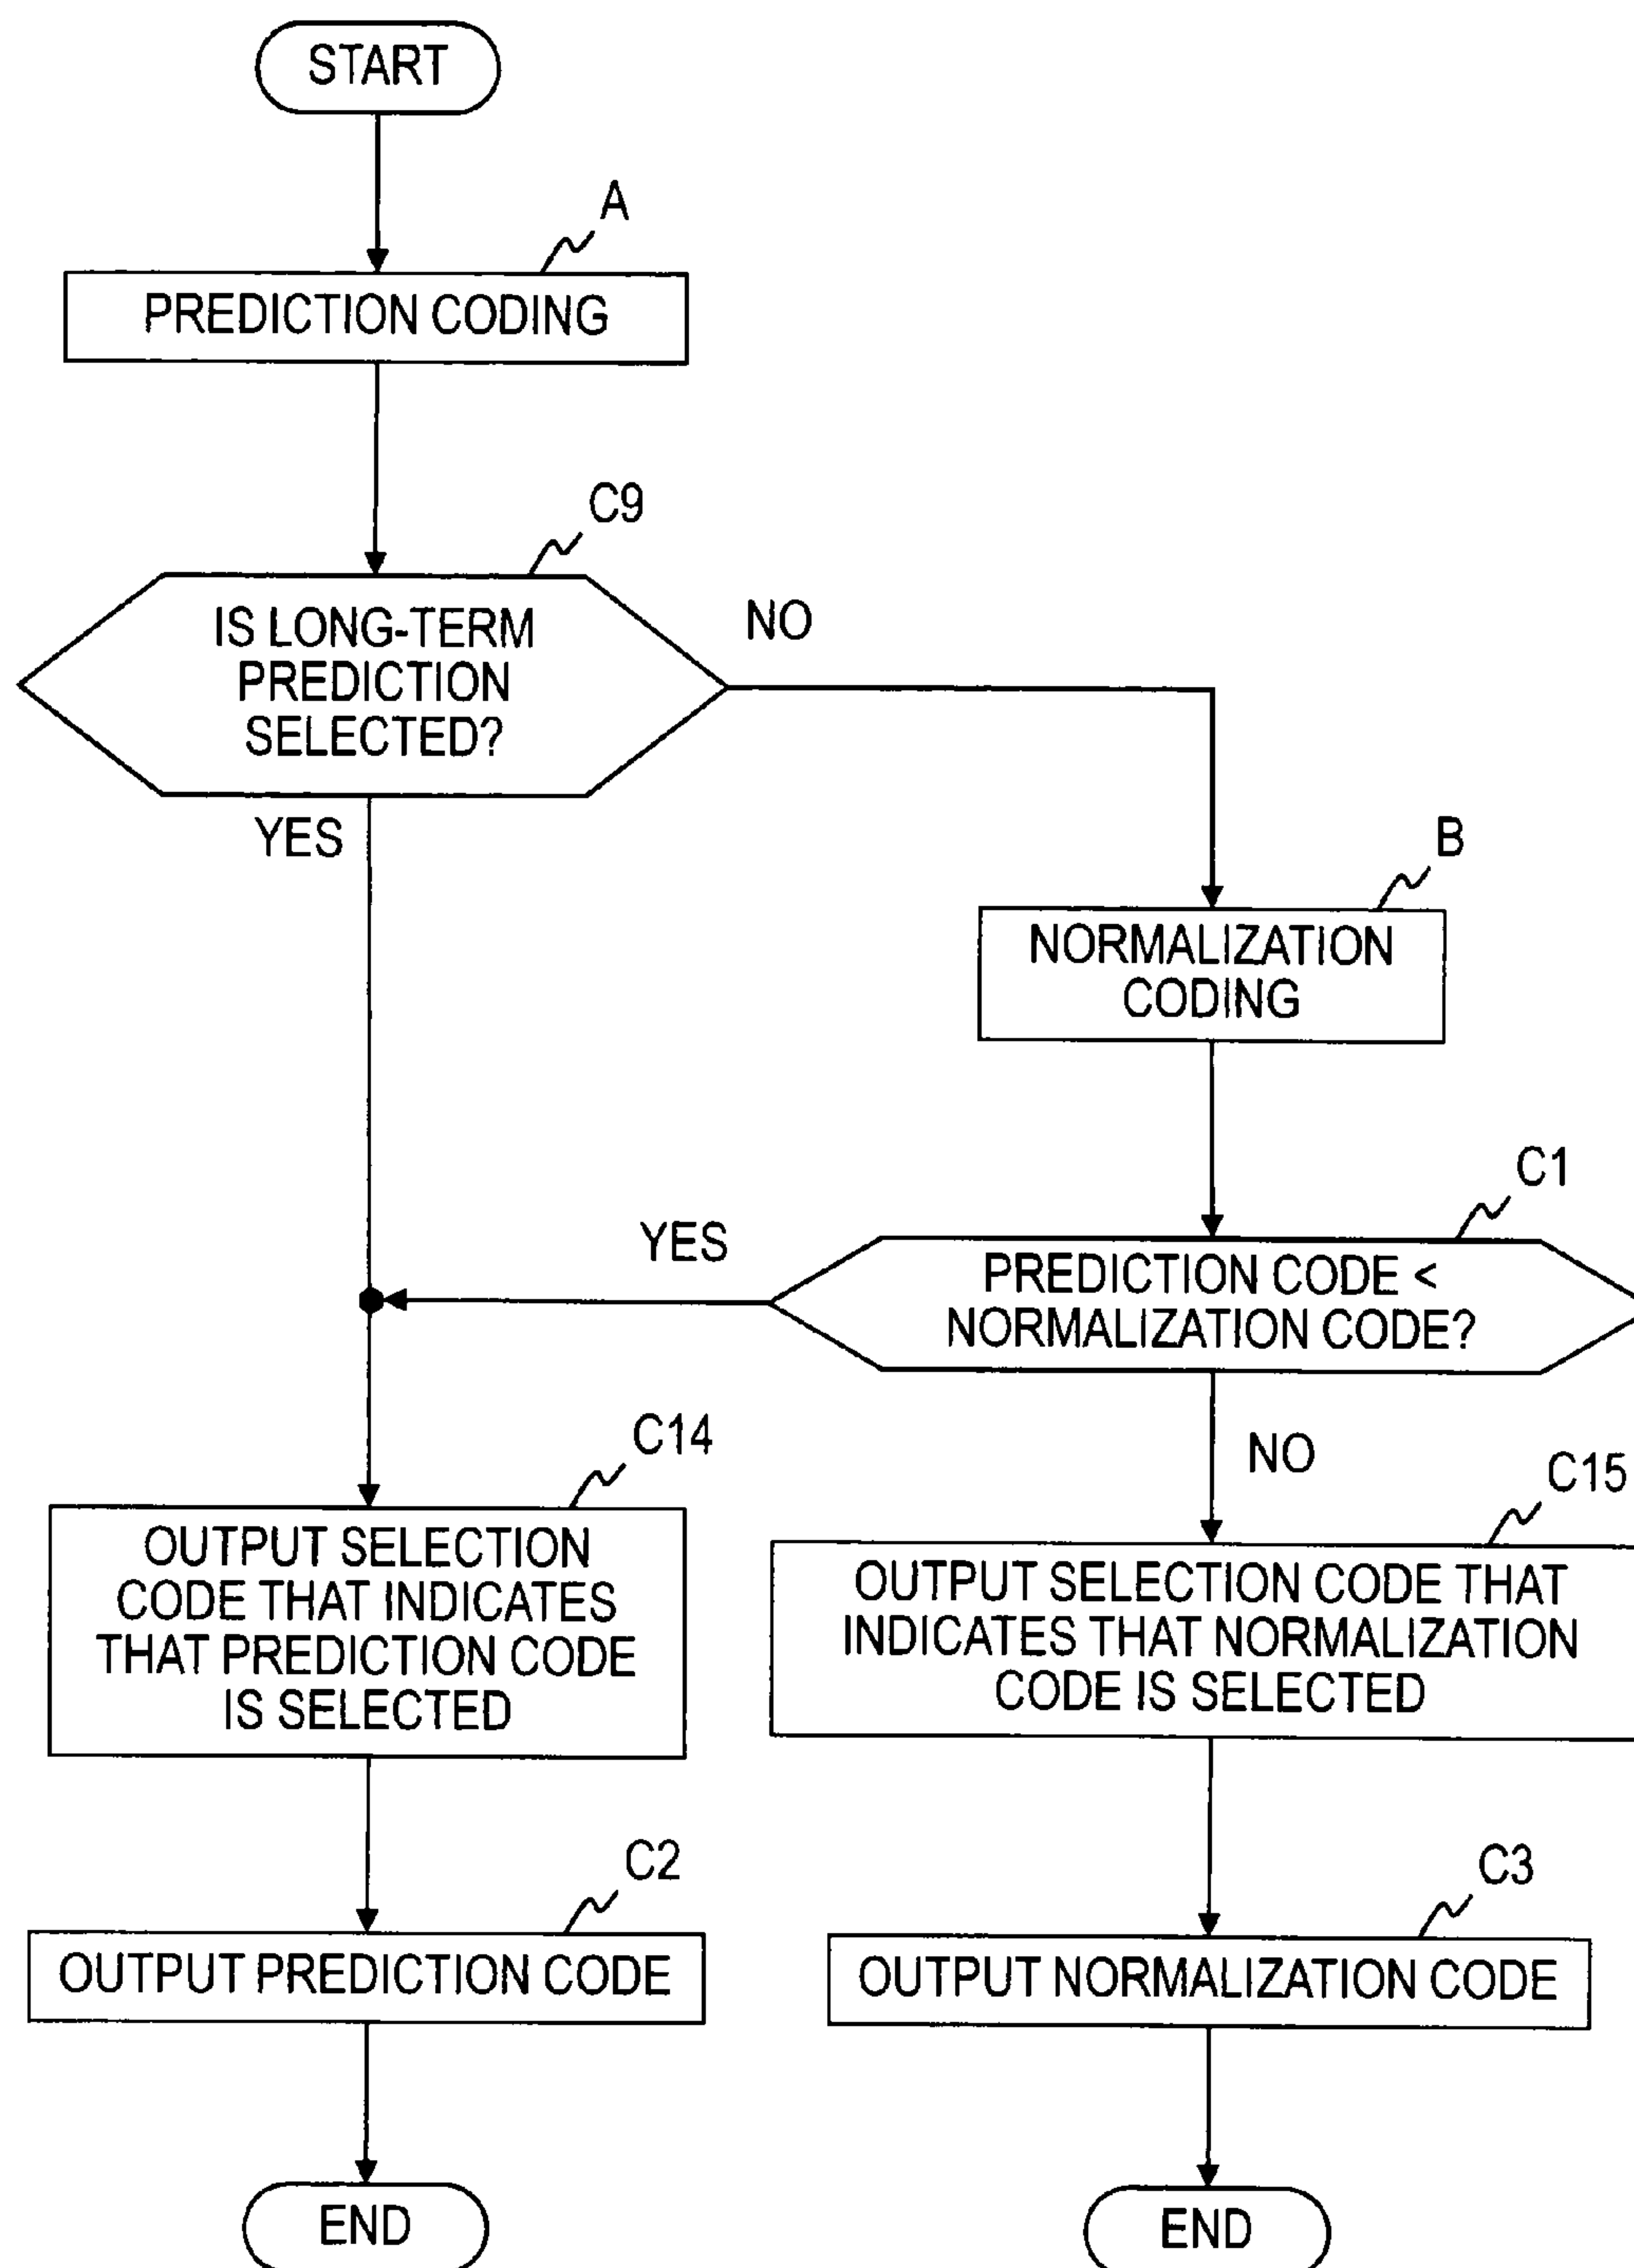 START
A
PREDICTION CODING
C9
IS LONG-TERM
PREDICTION
SELECTED?
NO
YES
B
NORMALIZATION
CODING
C1
YES
PREDICTION CODE <
NORMALIZATION CODE?
NO
C14
OUTPUT SELECTION
CODE THAT INDICATES
THAT PREDICTION CODE
IS SELECTED
C15
OUTPUT SELECTION CODE THAT
INDICATES THAT NORMALIZATION
CODE IS SELECTED
C2
OUTPUT PREDICTION CODE
C3
OUTPUT NORMALIZATION CODE
END
END